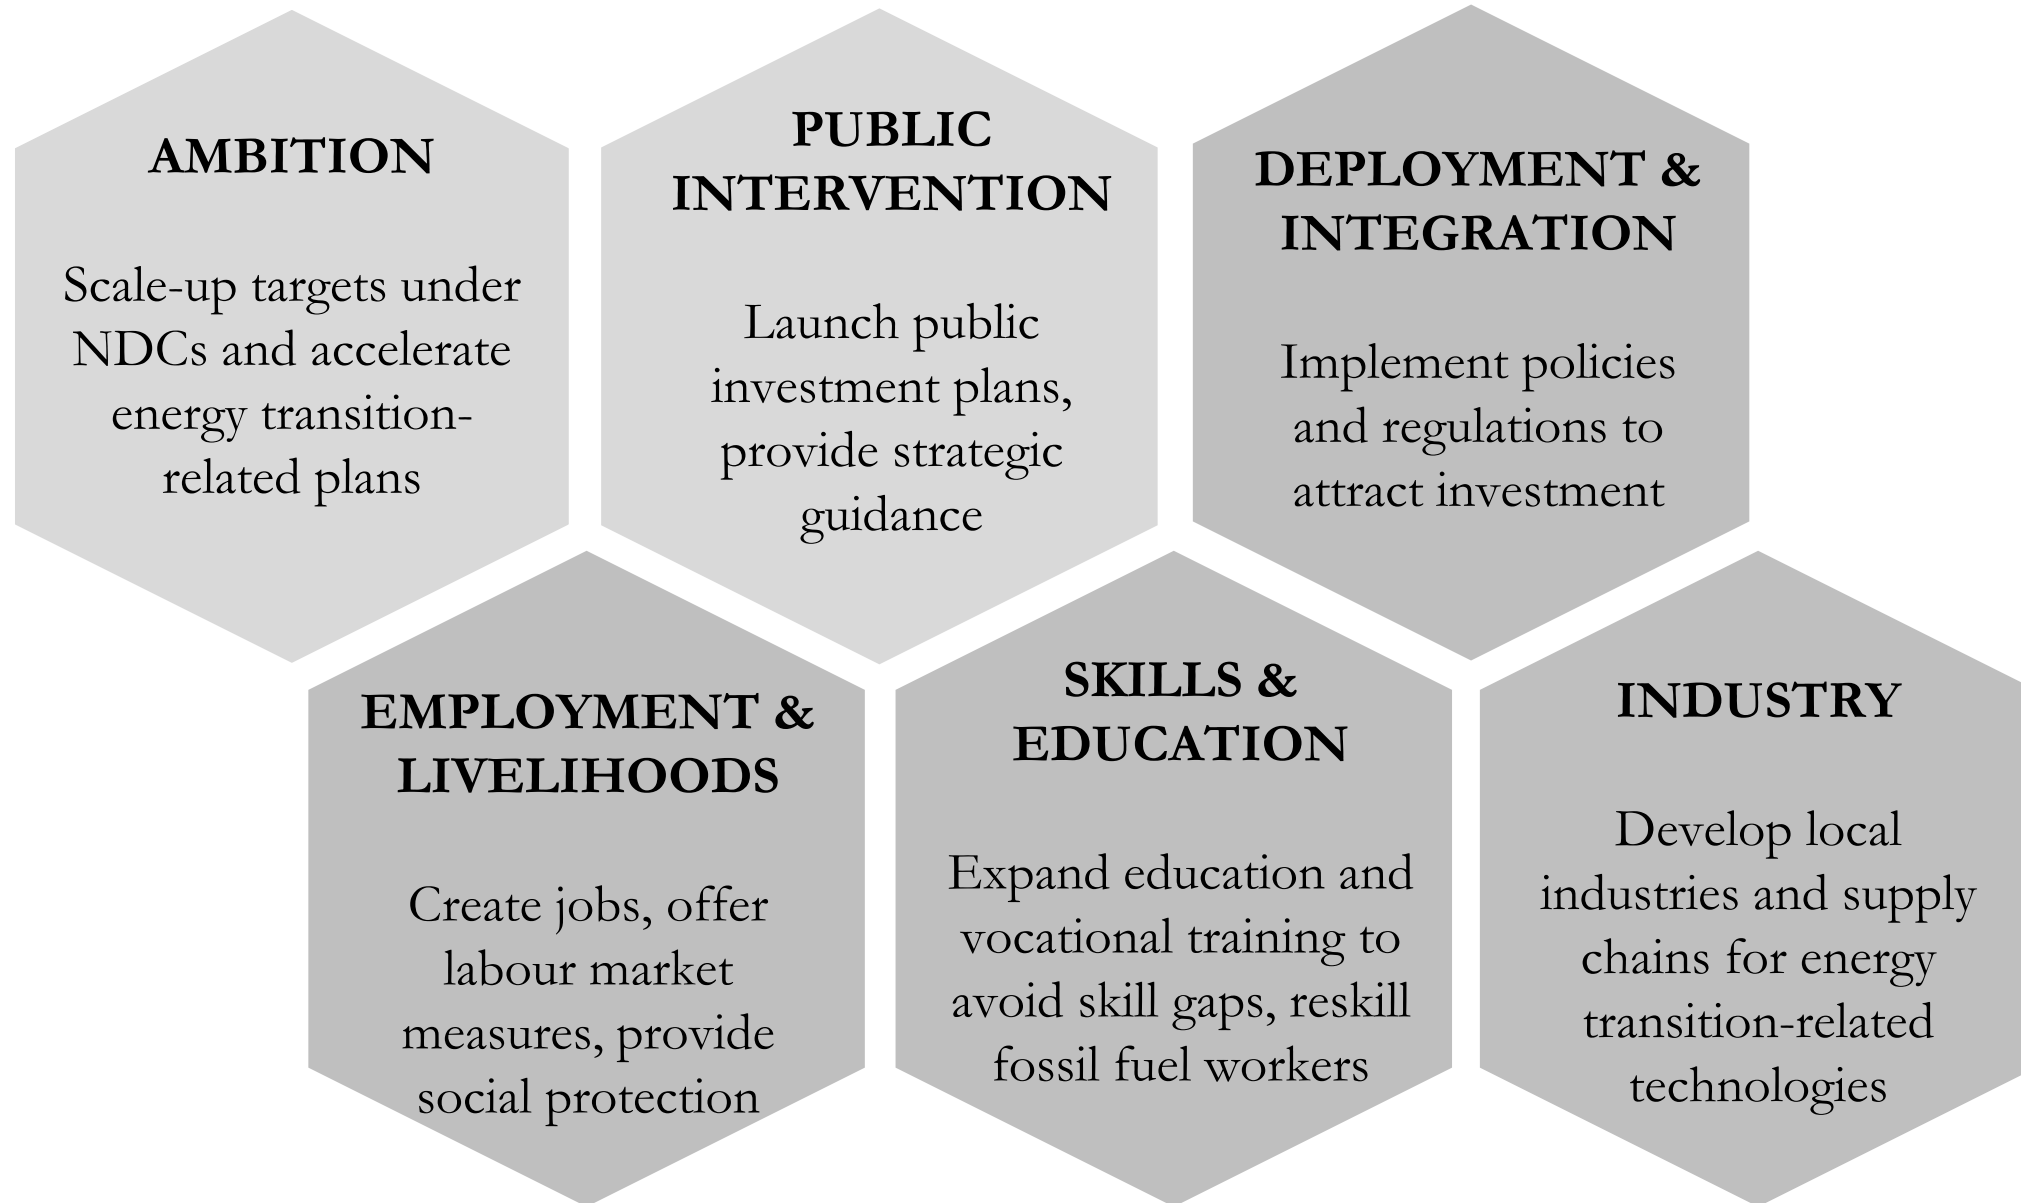 AMBITION
Scale-up targets under
NDCs and accelerate
energy transition-
related plans
PUBLIC
INTERVENTION
Launch public
investment plans,
provide strategic
guidance
DEPLOYMENT &
INTEGRATION
Implement policies
and regulations to
attract investment
EMPLOYMENT &
LIVELIHOODS
Create jobs, offer
labour market
measures, provide
social protection
SKILLS &
EDUCATION
Expand education and
vocational training to
avoid skill gaps, reskill
fossil fuel workers
INDUSTRY
Develop local
industries and supply
chains for energy
transition-related
technologies